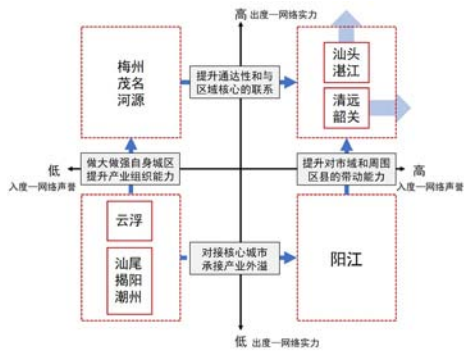 高 出度—网络实力
梅州
茂名
河源
提升通达性和与
区域核心的联系
汕头
湛江
清远
韶关
低
入度—网络声誉
做大做强自身城区
提升产业组织能力
提升对市域和周围
区县的带动能力
高
入度—网络声誉
云浮
汕尾
揭阳
潮州
对接核心城市
承接产业外溢
阳江
低 出度—网络实力